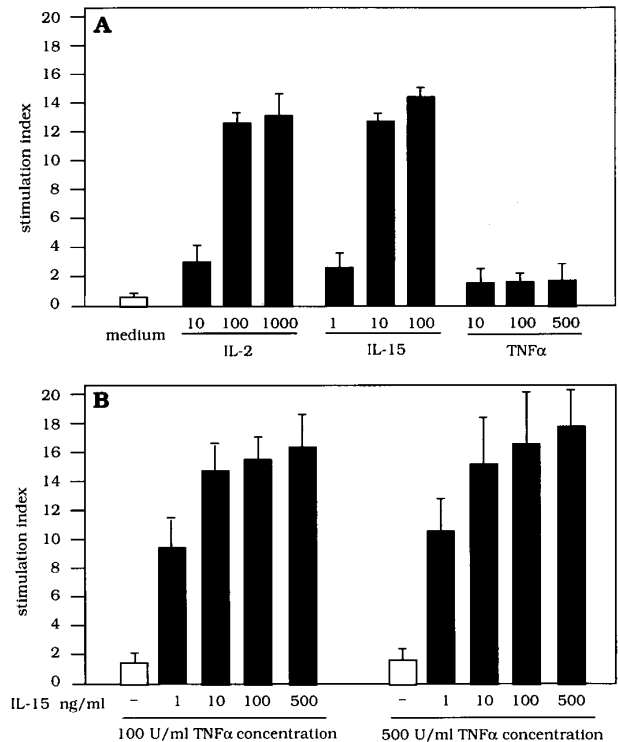 A
20
18
16
14
12
10
8
6
4
2
0
stimulation index
medium
10 100 1000 1 10 100 10 100 500
IL-2 IL-15 TNFα
B
20
18
16
14
12
10
8
6
4
2
0
stimulation index
IL-15 ng/ml – 1 10 100 500 – 1 10 100 500
100 U/ml TNFα concentration 500 U/ml TNFα concentration